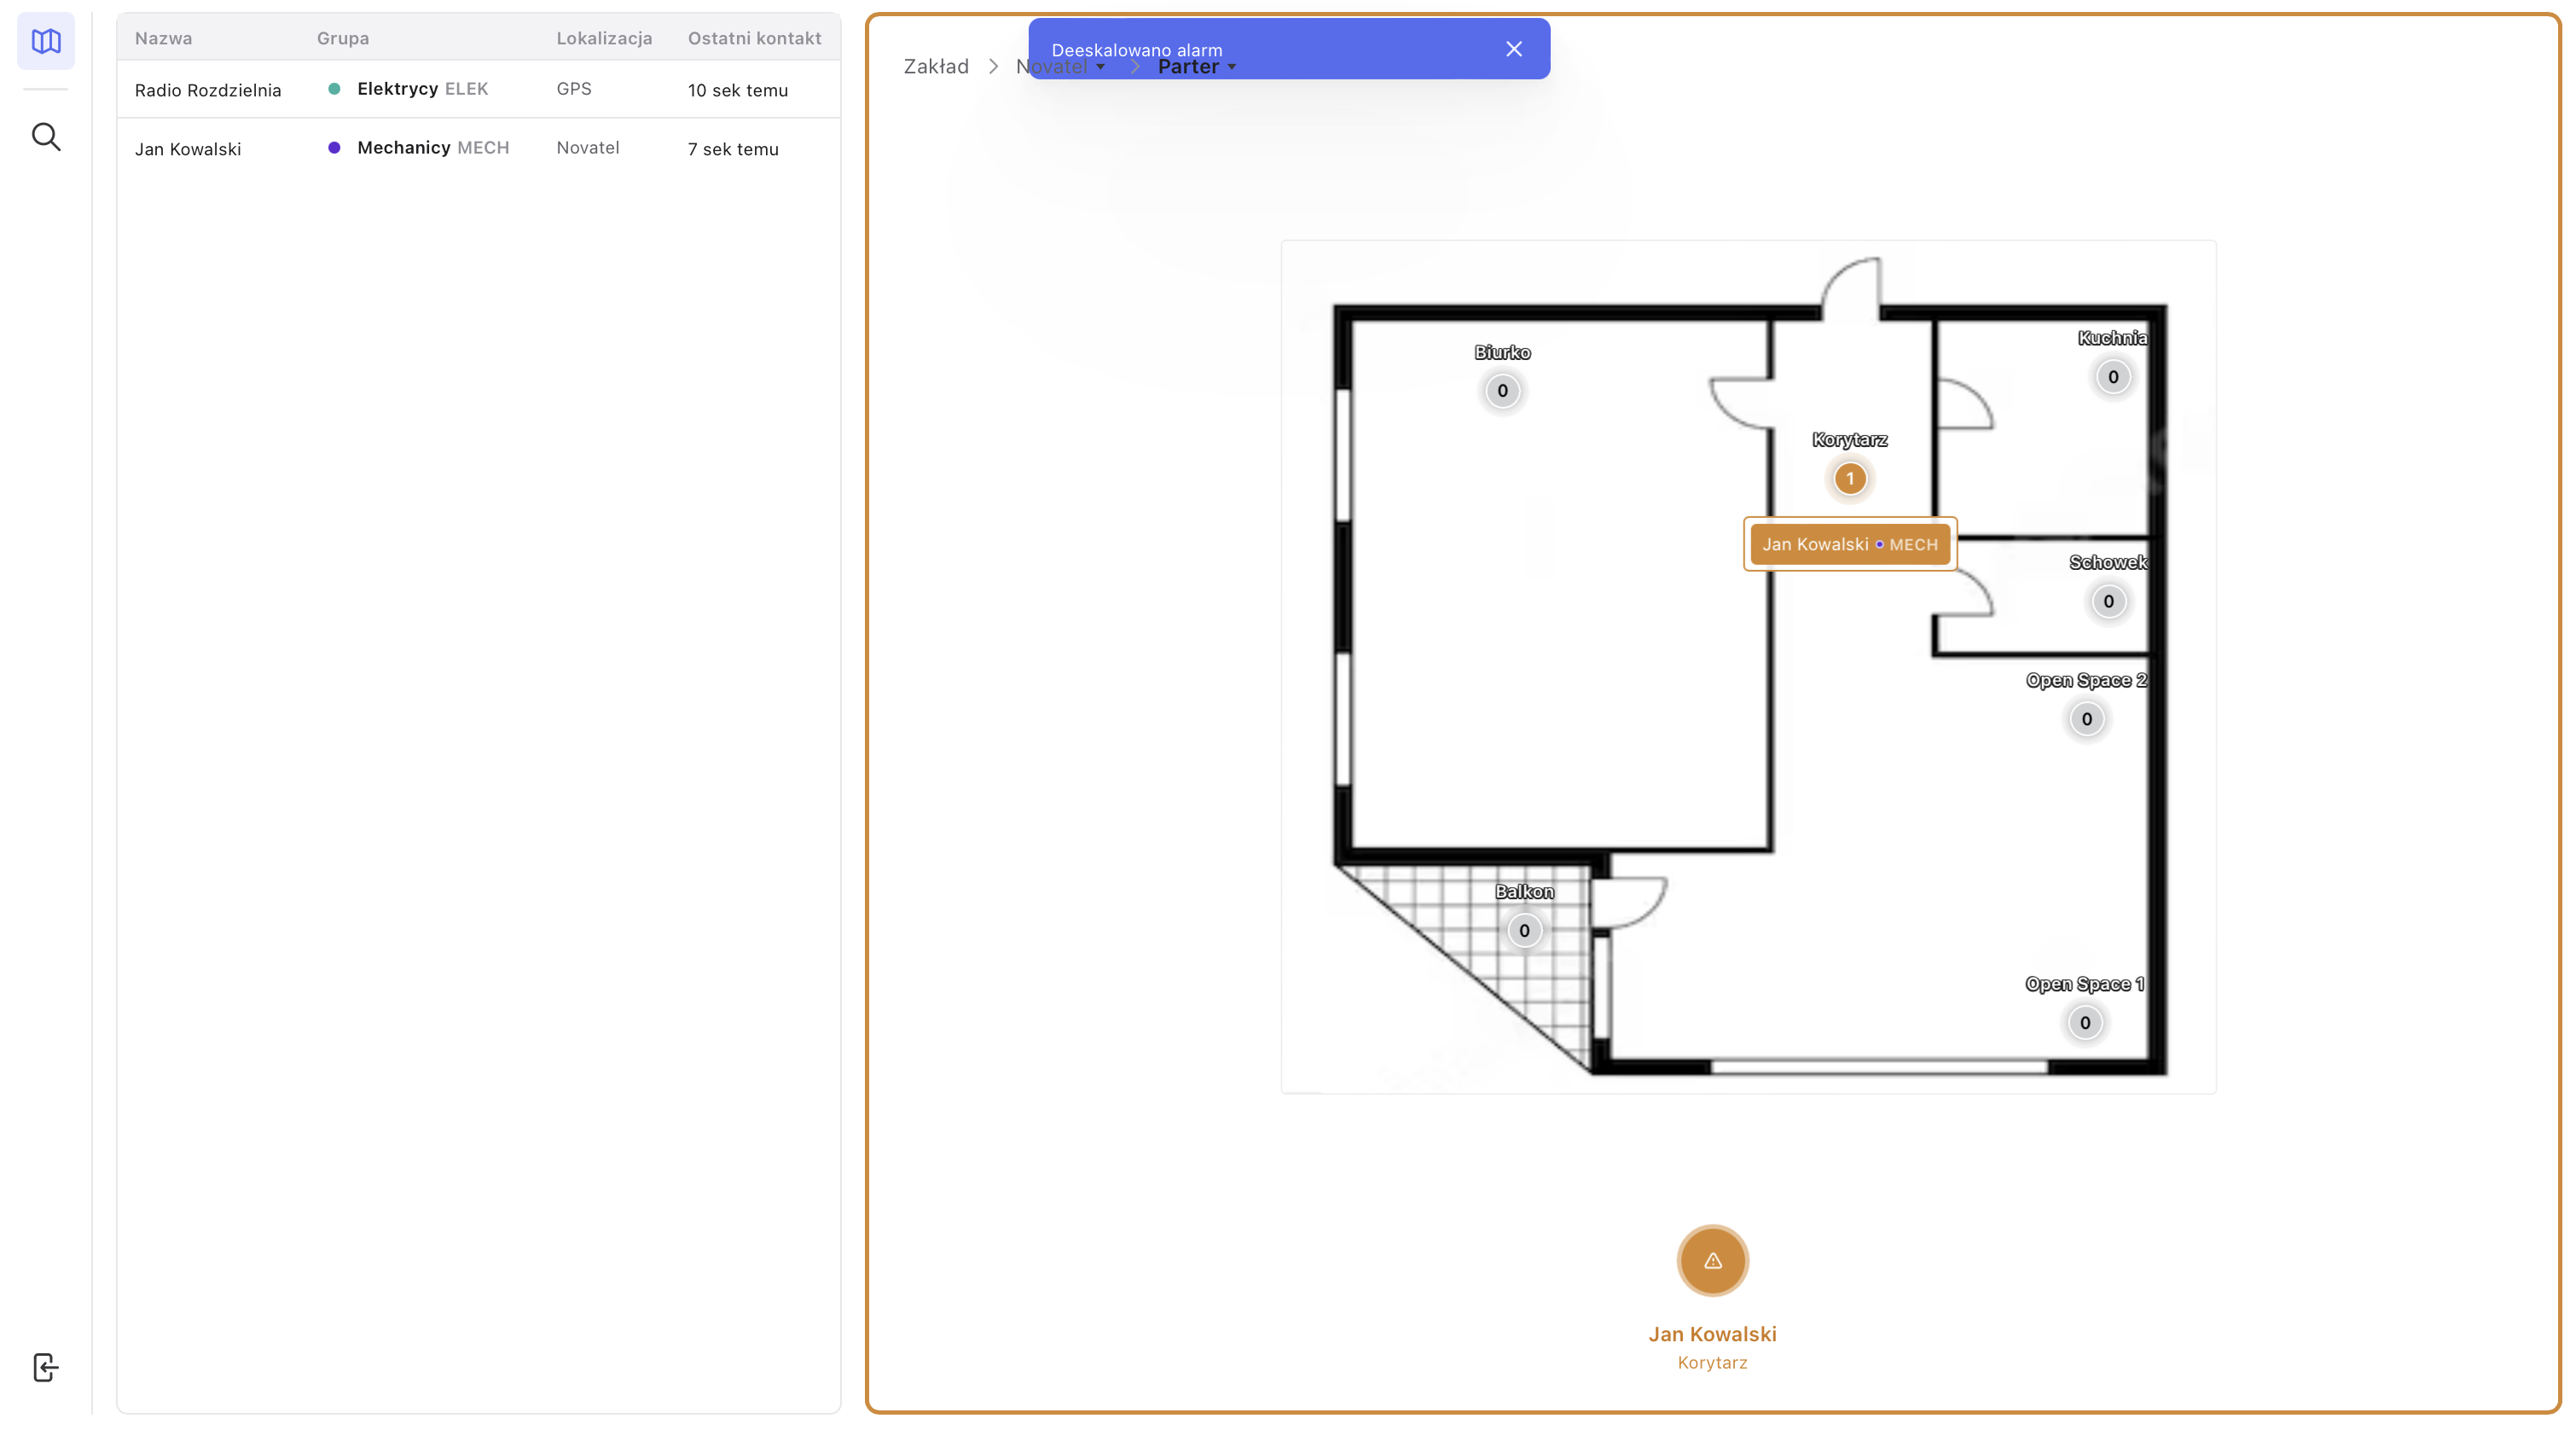 Nazwa Grupa Lokalizacja Ostatni kontakt
Radio Rozdzielnia Elektrycy ELEK GPS 10 sek temu
Jan Kowalski Mechanicy MECH Novatel 7 sek temu
Deeskalowano alarm
Zakład Novatel Parter
Biurko
0
Kuchnia
0
Korytarz
1
Jan Kowalski MECH
Schowek
0
Open Space 2
0
Balkon
0
Open Space 1
0
Jan Kowalski
Korytarz